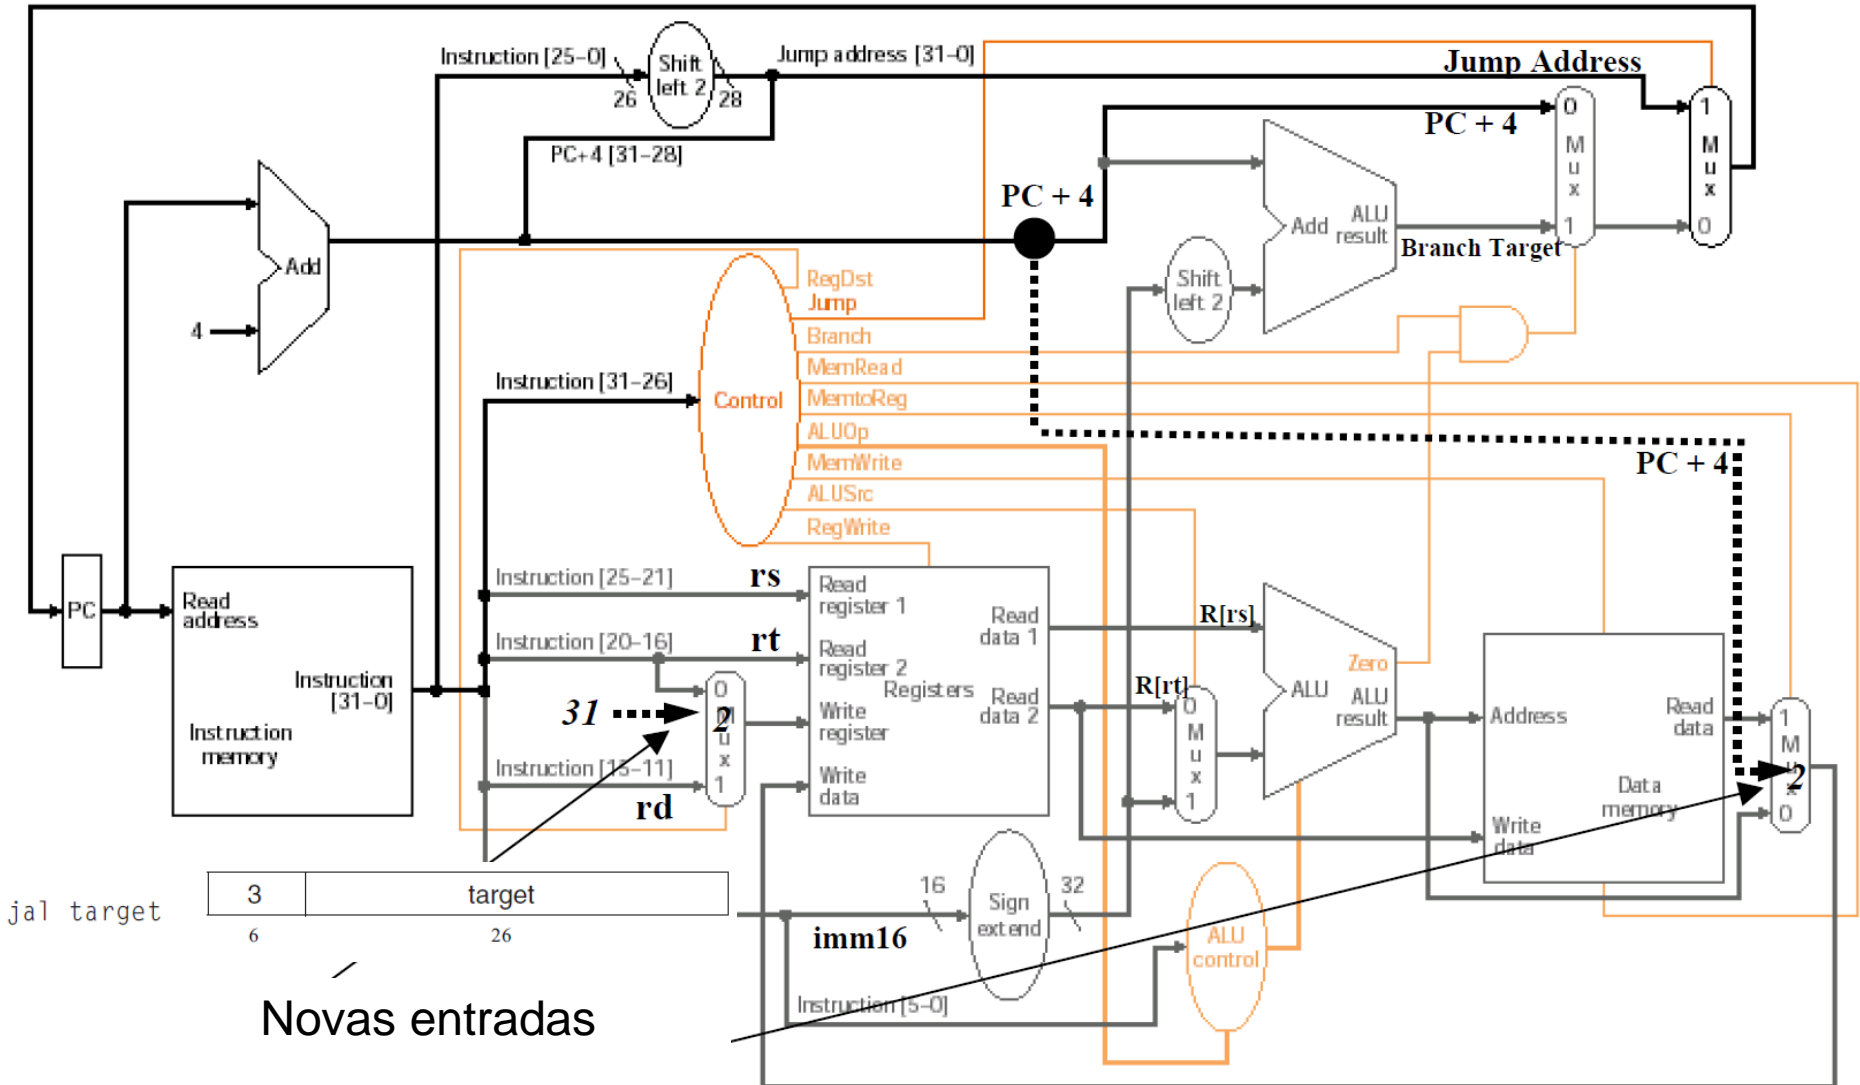 Instruction [25–0]
26
Shift
left 2
28
Jump address [31–0]
Jump Address
PC+4 [31–28]
PC + 4
0
M
u
x
1
1
M
u
x
0
PC + 4
Add
ALU
result
Branch Target
Add
4
Shift
left 2
RegDst
Jump
Branch
MemRead
MemtoReg
ALUOp
MemWrite
ALUSrc
RegWrite
Instruction [31–26]
Control
PC + 4
PC
Read
address
Instruction
[31–0]
Instruction
memory
Instruction [25–21]
rs
Instruction [20–16]
rt
31
0
M
2
u
x
1
Instruction [15–11]
rd
Read
register 1
Read
register 2
Registers
Write
register
Write
data
Read
data 1
Read
data 2
R[rs]
R[rt]
0
M
u
x
1
Zero
ALU
ALU
result
Address
Read
data
Write
data
Data
memory
1
M
u
x
2
0
jal target
3
target
6
26
16
Sign
extend
32
imm16
ALU
control
Instruction [5–0]
Novas entradas